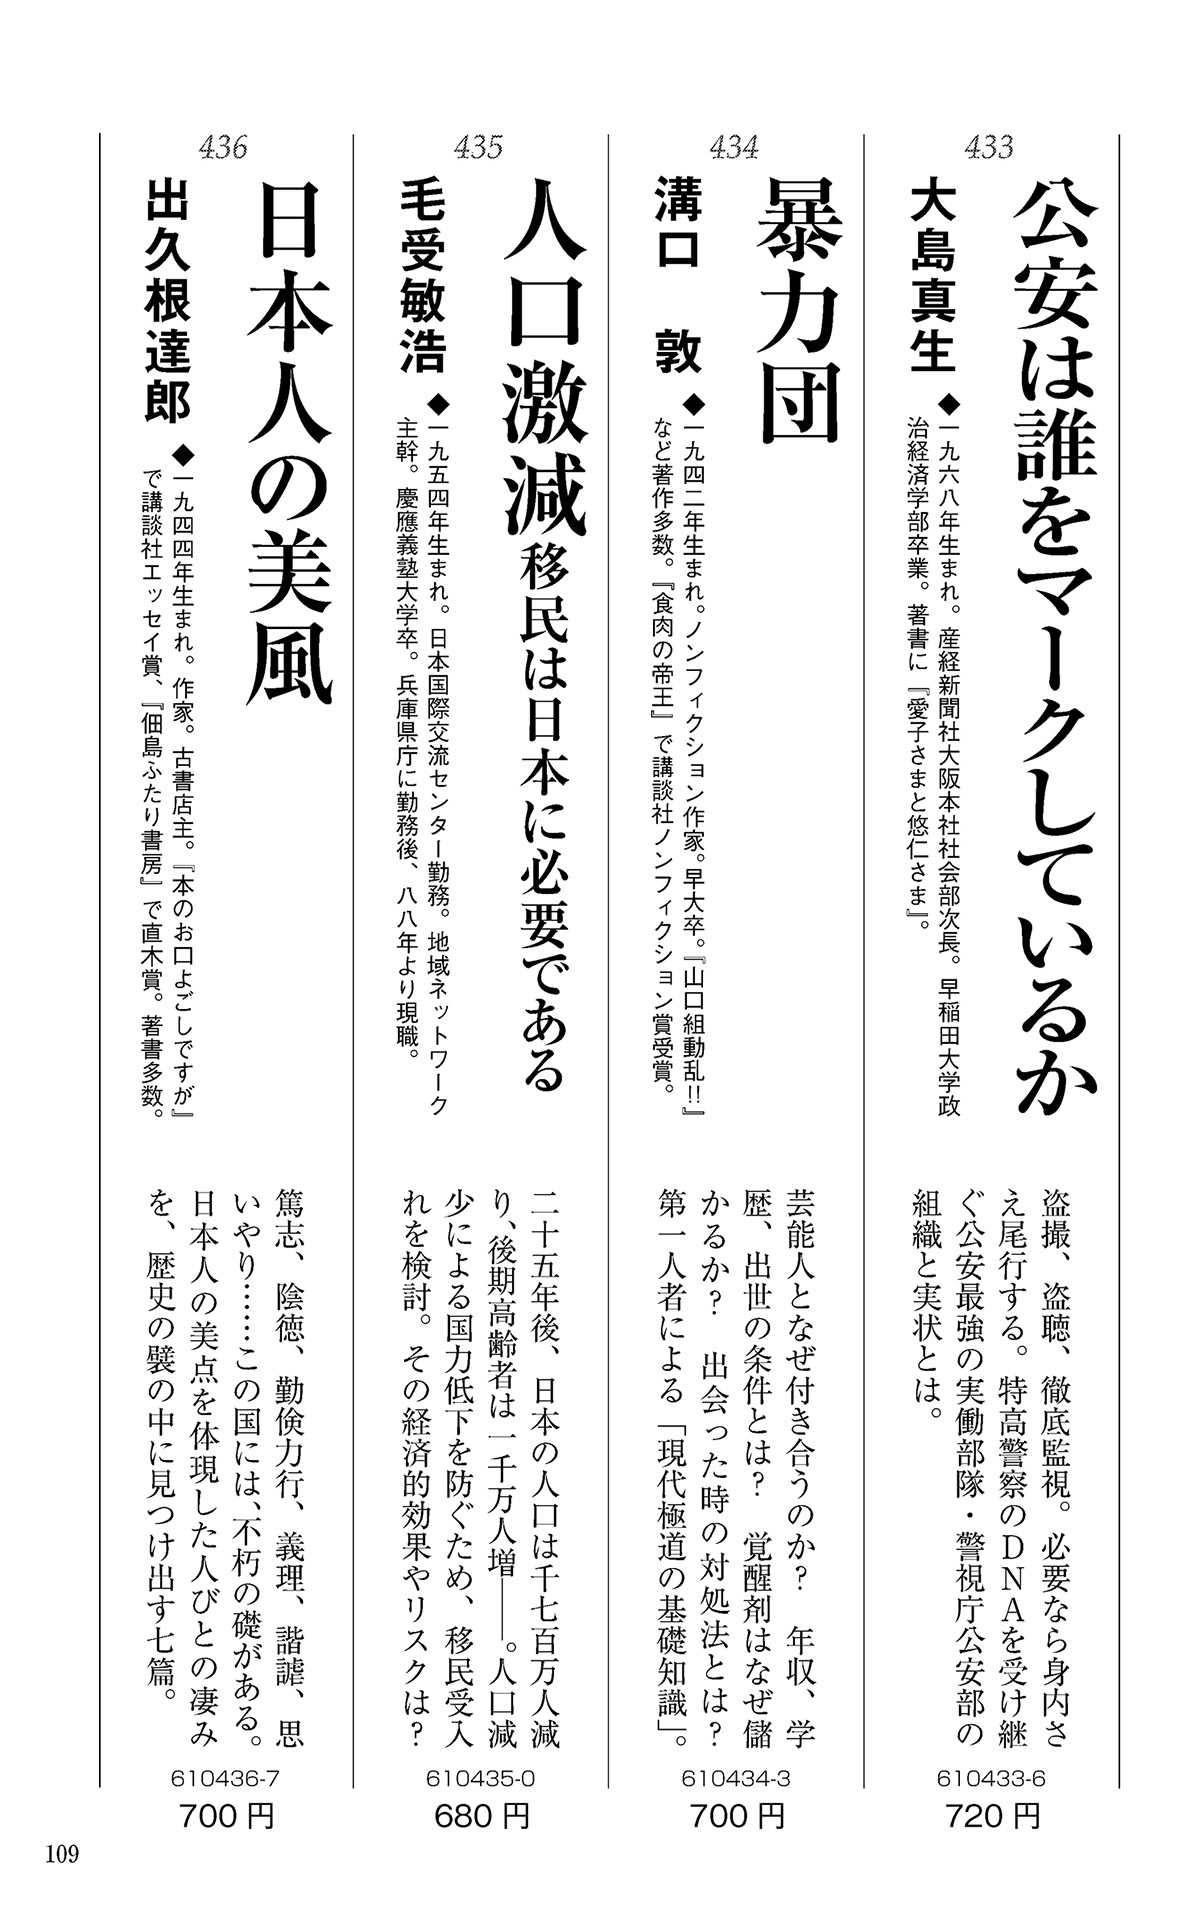 433
公安は誰をマークしているか
大島真生
◆一九六八年生まれ。産経新聞社大阪本社社会部次長。早稲田大学政
治経済学部卒業。著書に『愛子さまと悠仁さま』。
盗撮、盗聴、徹底監視。必要なら身内さ
え尾行する。特高警察のDNAを受け継
ぐ公安最強の実働部隊・警視庁公安部の
組織と実状とは。
610433-6
720円
434
暴力団
溝口 敦
◆一九四二年生まれ。ノンフィクション作家。早大卒。『山口組動乱!!』
など著作多数。『食肉の帝王』で講談社ノンフィクション賞受賞。
芸能人となぜ付き合うのか? 年収、学
歴、出世の条件とは? 覚醒剤はなぜ儲
かるか? 出会った時の対処法とは?
第一人者による「現代極道の基礎知識」。
610434-3
700円
435
人口激減 移民は日本に必要である
毛受敏浩
◆一九五四年生まれ。日本国際交流センター勤務。地域ネットワーク
主幹。慶應義塾大学卒。兵庫県庁に勤務後、八八年より現職。
二十五年後、日本の人口は千七百万人減
り、後期高齢者は一千万人増――。人口減
少による国力低下を防ぐため、移民受入
れを検討。その経済的効果やリスクは?
610435-0
680円
436
日本人の美風
出久根達郎
◆一九四四年生まれ。作家。古書店主。『本のお口よごしですが』
で講談社エッセイ賞、『佃島ふたり書房』で直木賞。著書多数。
篤志、陰徳、勤倹力行、義理、諧謔、思
いやり……この国には、不朽の礎がある。
日本人の美点を体現した人びとの凄み
を、歴史の襞の中に見つけ出す七篇。
610436-7
700円
109